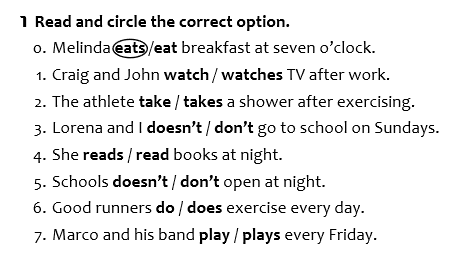 1 Read and circle the correct option.
0. Melinda eats/eat breakfast at seven o'clock.
1. Craig and John watch / watches TV after work.
2. The athlete take / takes a shower after exercising.
3. Lorena and I doesn't / don't go to school on Sundays.
4. She reads / read books at night.
5. Schools doesn't / don't open at night.
6. Good runners do / does exercise every day.
7. Marco and his band play / plays every Friday.